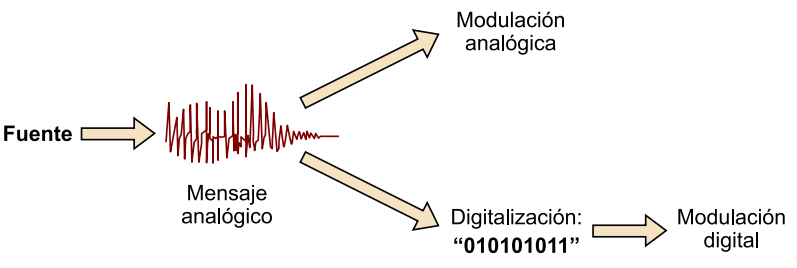 Fuente
Mensaje
analógico
Modulación
analógica
Digitalización:
“010101011”
Modulación
digital